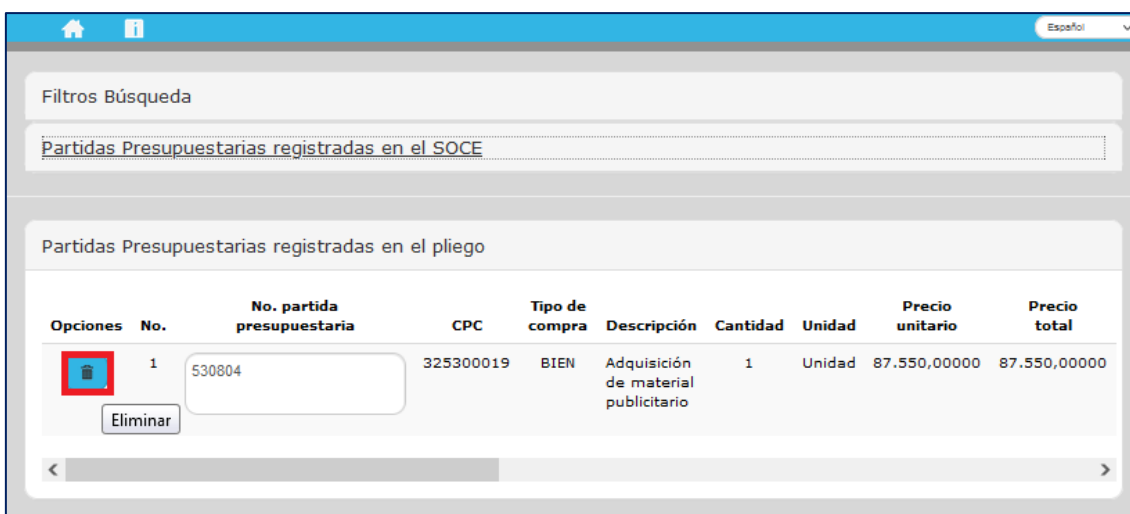 Español
Filtros Búsqueda
Partidas Presupuestarias registradas en el SOCE
Partidas Presupuestarias registradas en el pliego
Opciones No. No. partida presupuestaria CPC Tipo de compra Descripción Cantidad Unidad Precio unitario Precio total
1 530804 325300019 BIEN Adquisición de material publicitario 1 Unidad 87.550,00000 87.550,00000
Eliminar